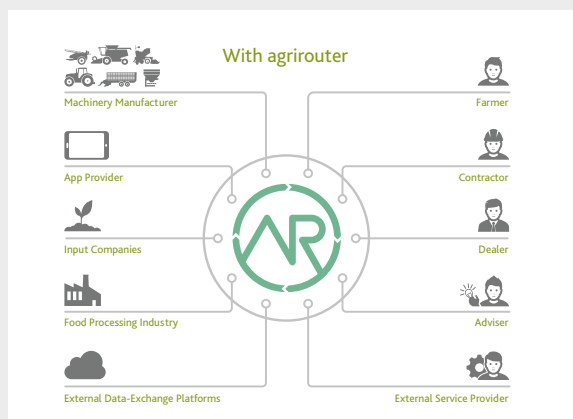 With agrirouter
Machinery Manufacturer
Farmer
App Provider
Contractor
Input Companies
Dealer
Food Processing Industry
Adviser
External Data-Exchange Platforms
External Service Provider
AR